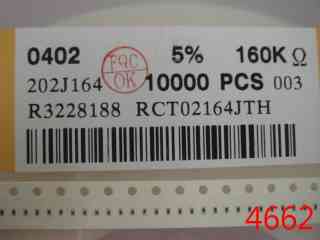 0402 5% 160K Ω
FQC
OK
202J164 10000 PCS 003
R3228188 RCT02164JTH
4662